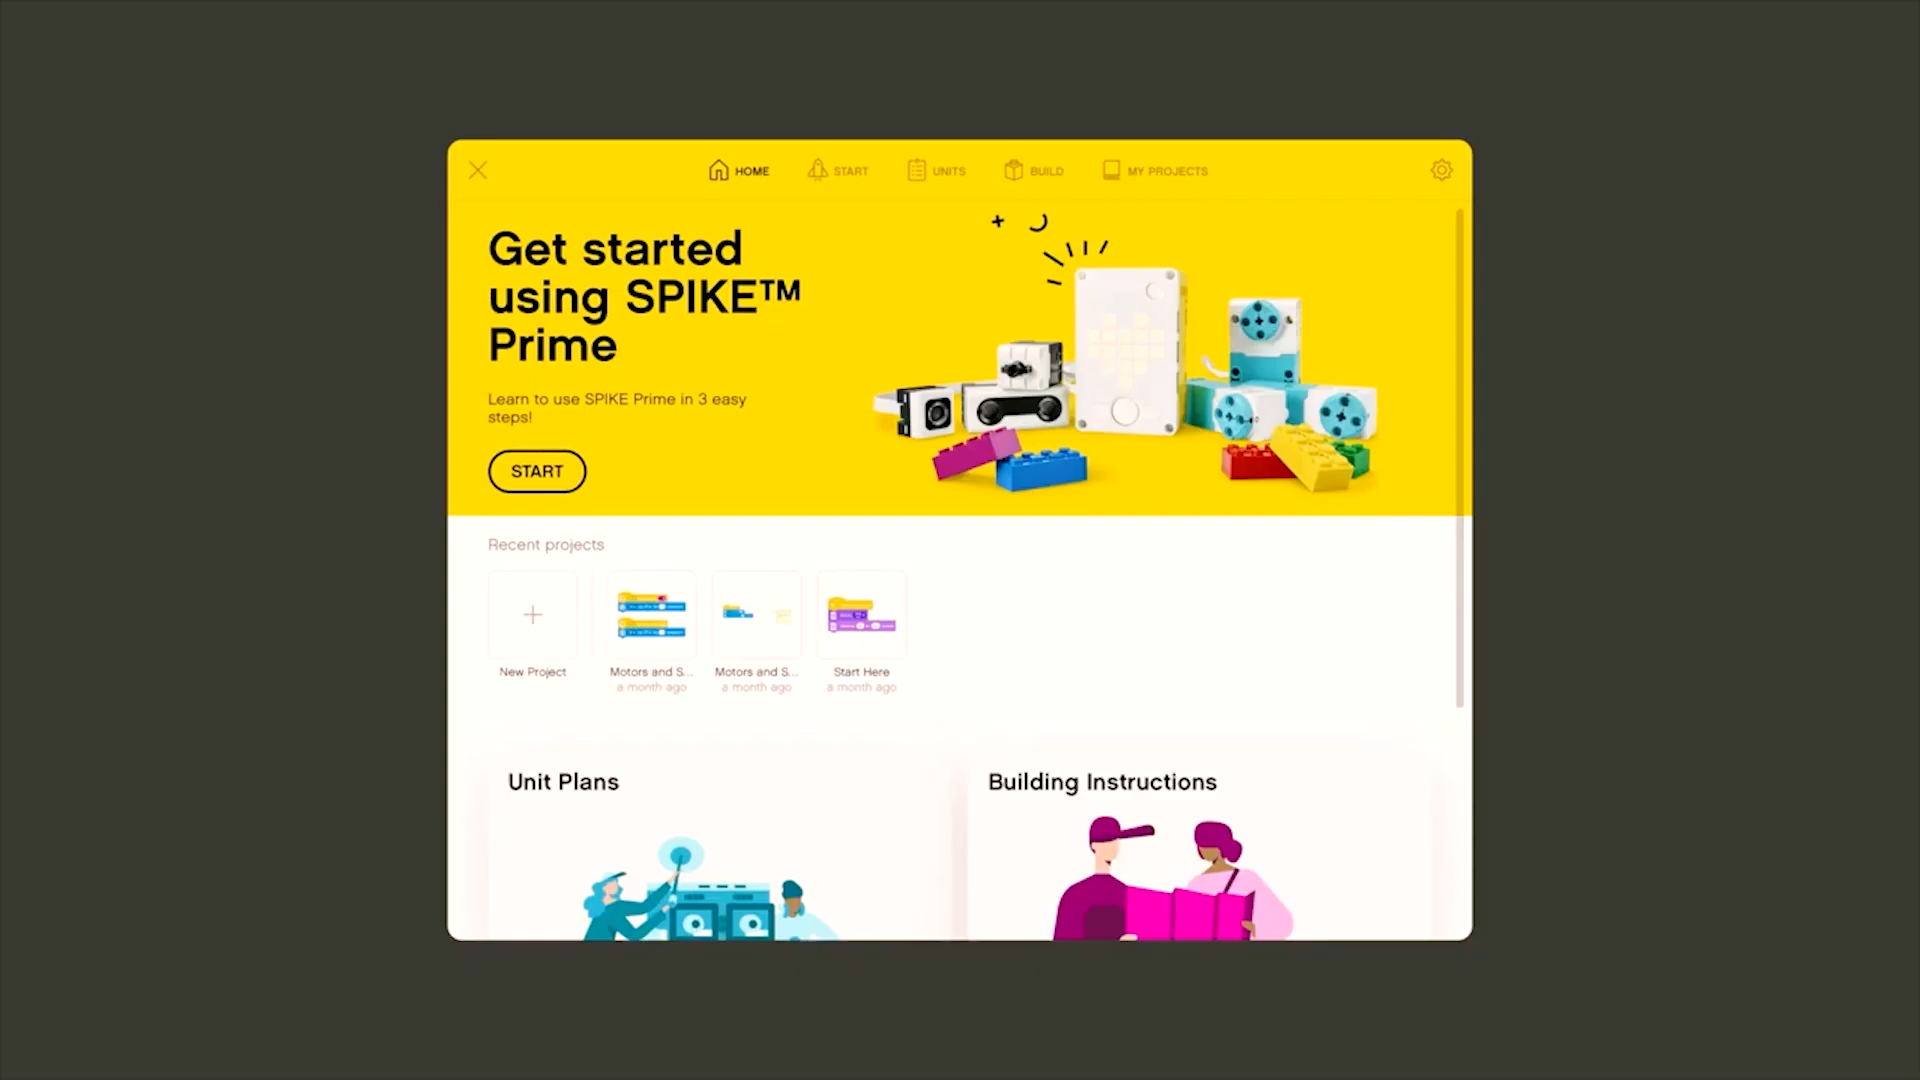 HOME
START
UNITS
BUILD
MY PROJECTS
Get started
using SPIKE™
Prime
Learn to use SPIKE Prime in 3 easy
steps!
START
Recent projects
New Project
Motors and S...
a month ago
Motors and S...
a month ago
Start Here
a month ago
Unit Plans
Building Instructions